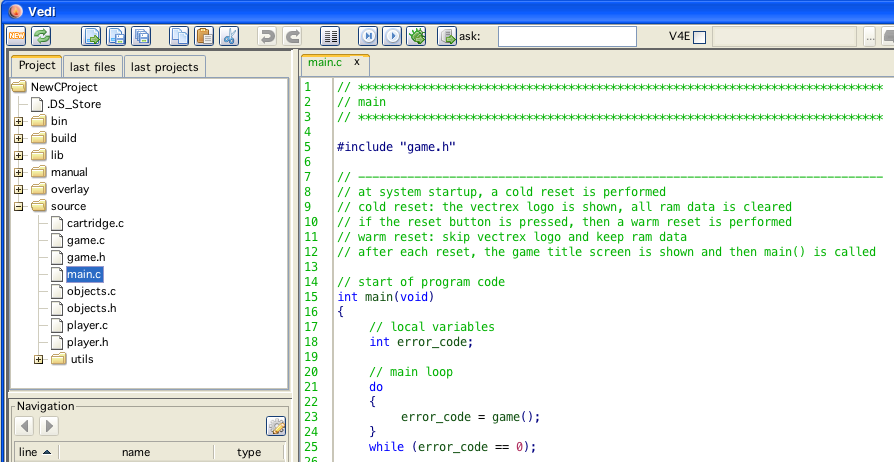 Vedi
NEW
ask:
V4E
...
Project
last files
last projects
NewCProject
.DS_Store
bin
build
lib
manual
overlay
source
cartridge.c
game.c
game.h
main.c
objects.c
objects.h
player.c
player.h
utils
Navigation
line name type
main.c x
1 // ***************************************************************************
2 // main
3 // ***************************************************************************
4
5 #include "game.h"
6
7 // ---------------------------------------------------------------------------
8 // at system startup, a cold reset is performed
9 // cold reset: the vectrex logo is shown, all ram data is cleared
10 // if the reset button is pressed, then a warm reset is performed
11 // warm reset: skip vectrex logo and keep ram data
12 // after each reset, the game title screen is shown and then main() is called
13
14 // start of program code
15 int main(void)
16 {
17 // local variables
18 int error_code;
19
20 // main loop
21 do
22 {
23 error_code = game();
24 }
25 while (error_code == 0);
26